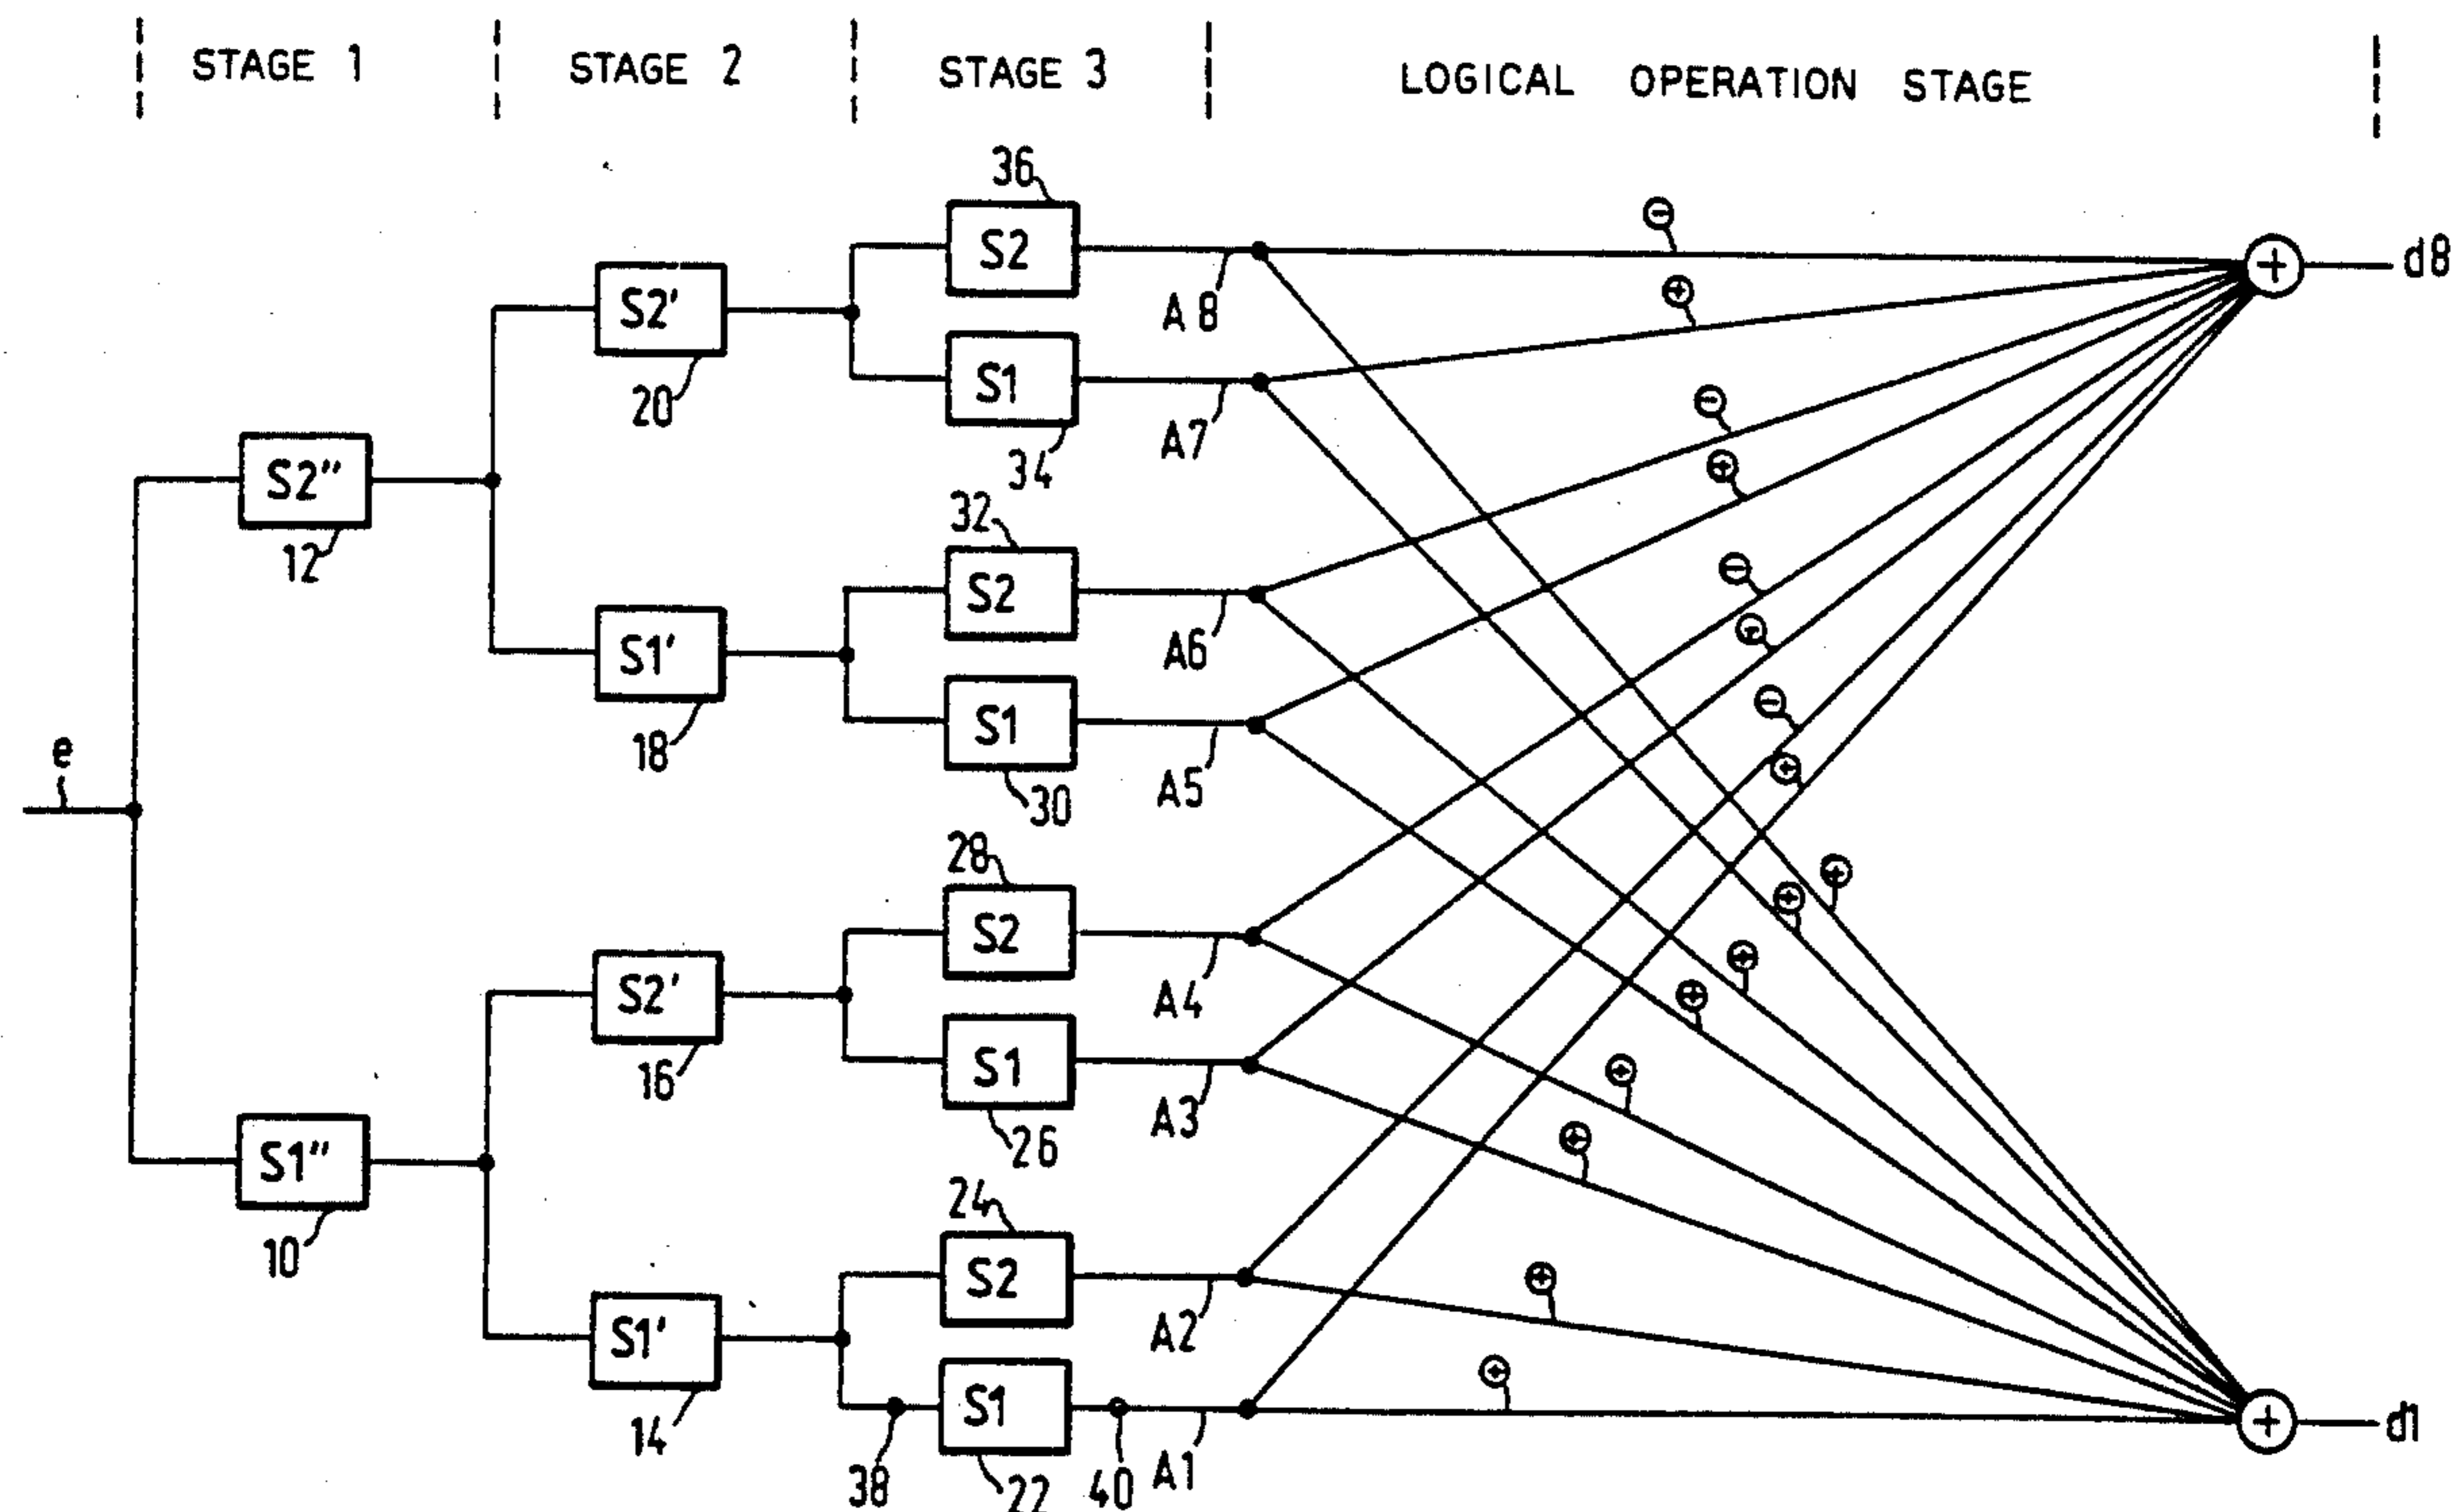 STAGE 1
STAGE 2
STAGE 3
LOGICAL OPERATION STAGE
36
S2
⊖
d8
S2'
A8
⊕
S1
20
A7
⊖
34
S2"
⊕
32
12
S2
⊖
S1'
A6
⊕
S1
⊖
18
e
A5
⊕
30
28
⊕
⊕
S2
⊕
S2'
A4
⊕
16
S1
⊕
A3
26
⊕
S1"
24
10
S2
⊕
S1'
A2
⊕
14
S1
d1
38
22
40
A1